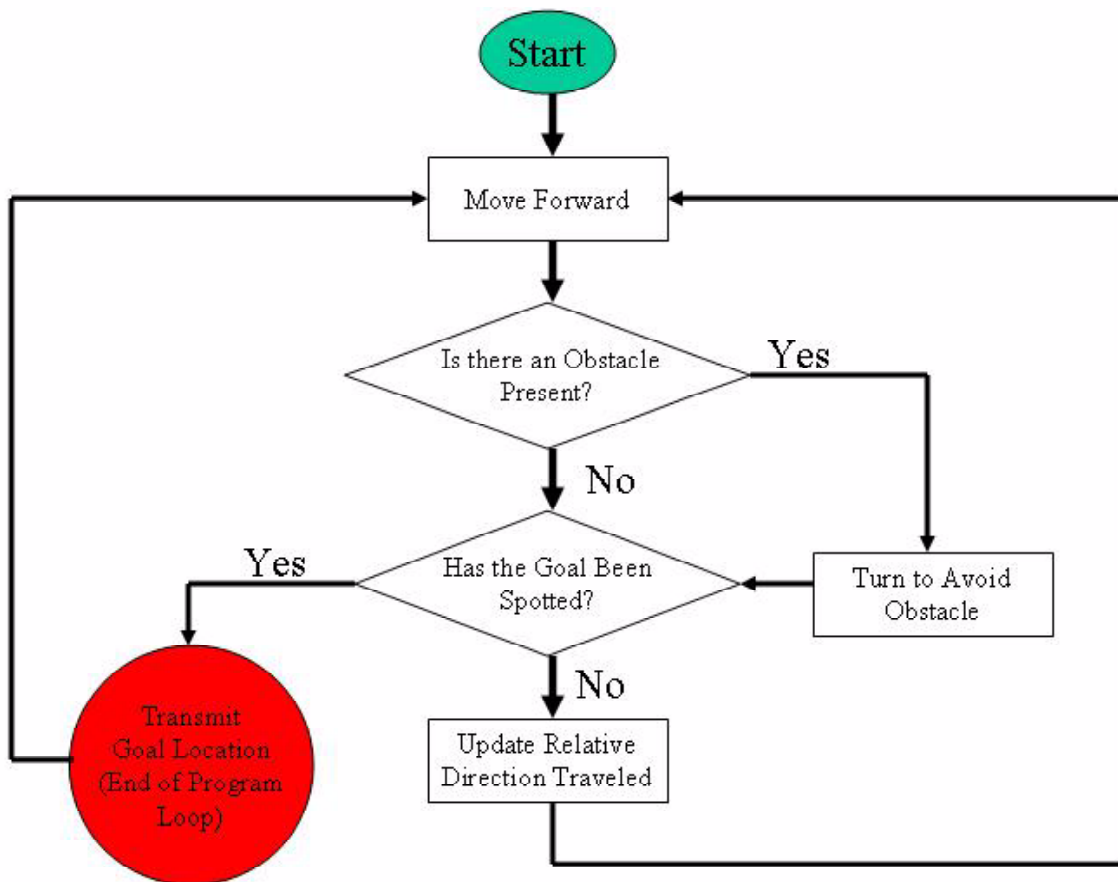 Start
Move Forward
Is there an Obstacle
Present?
Yes
No
Has the Goal Been
Spotted?
Yes
Turn to Avoid
Obstacle
No
Transmit
Goal Location
(End of Program
Loop)
Update Relative
Direction Traveled